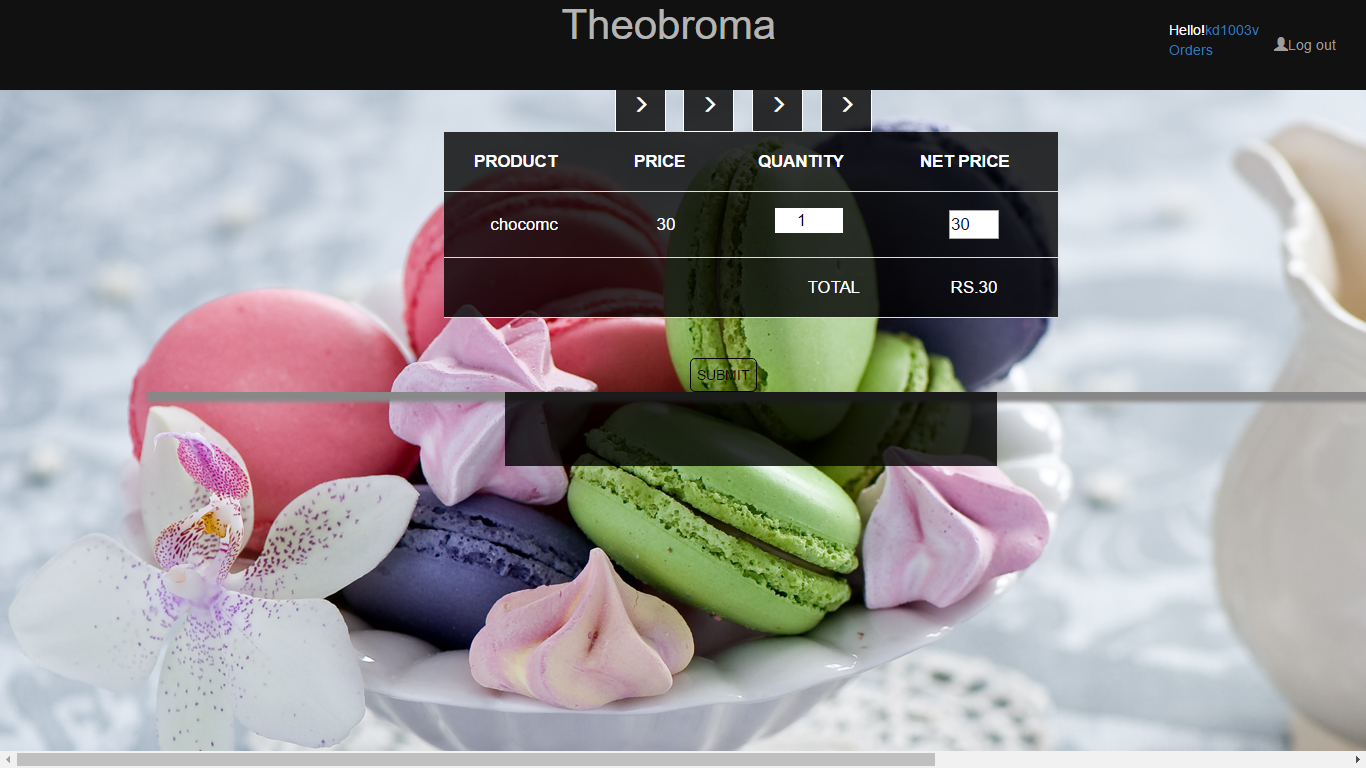 Theobroma
Hello!kd1003v
Orders
Log out
PRODUCT PRICE QUANTITY NET PRICE
chocomc 30 1 30
TOTAL RS.30
SUBMIT